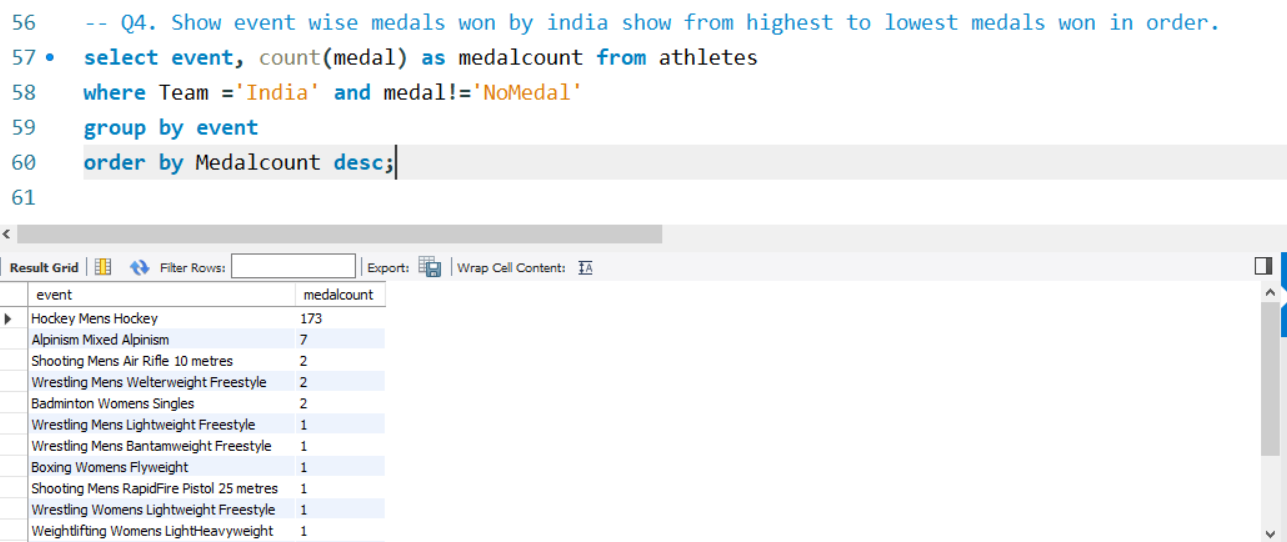 56 -- Q4. Show event wise medals won by india show from highest to lowest medals won in order.
57 select event, count(medal) as medalcount from athletes
58 where Team ='India' and medal!='NoMedal'
59 group by event
60 order by Medalcount desc;
61
Result Grid Filter Rows: Export: Wrap Cell Content: IA
event medalcount
Hockey Mens Hockey 173
Alpinism Mixed Alpinism 7
Shooting Mens Air Rifle 10 metres 2
Wrestling Mens Welterweight Freestyle 2
Badminton Womens Singles 2
Wrestling Mens Lightweight Freestyle 1
Wrestling Mens Bantamweight Freestyle 1
Boxing Womens Flyweight 1
Shooting Mens RapidFire Pistol 25 metres 1
Wrestling Womens Lightweight Freestyle 1
Weightlifting Womens LightHeavyweight 1